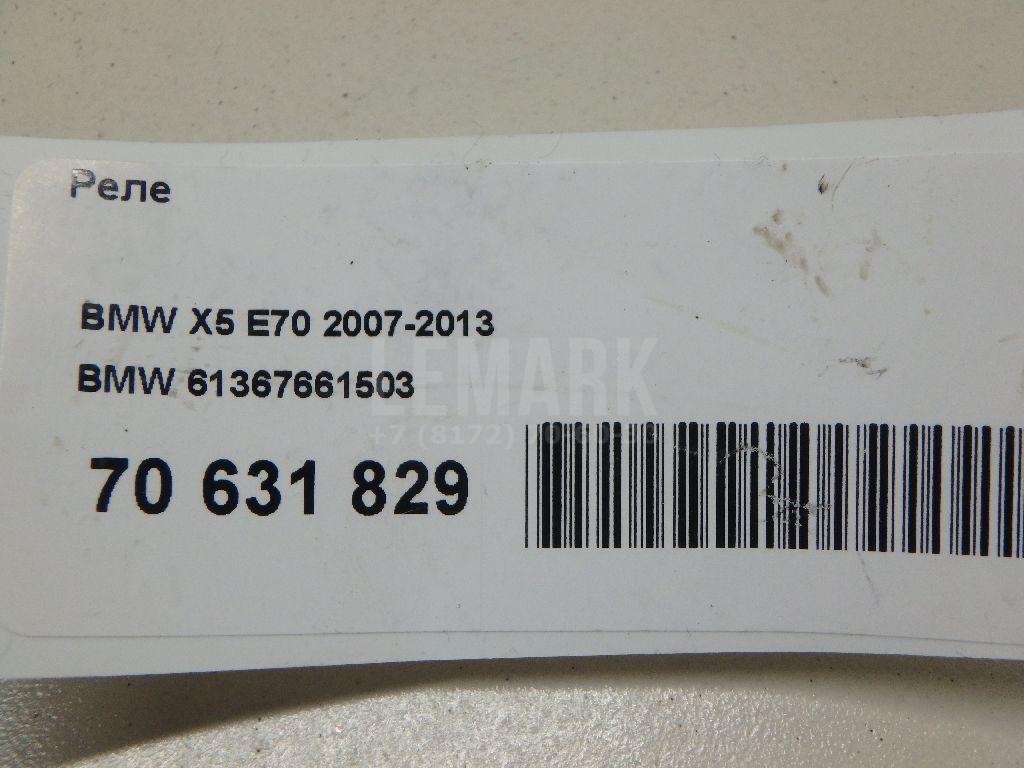 Реле
BMW X5 E70 2007-2013
BMW 61367661503
LEMARK
+7 (8172)
70 631 829